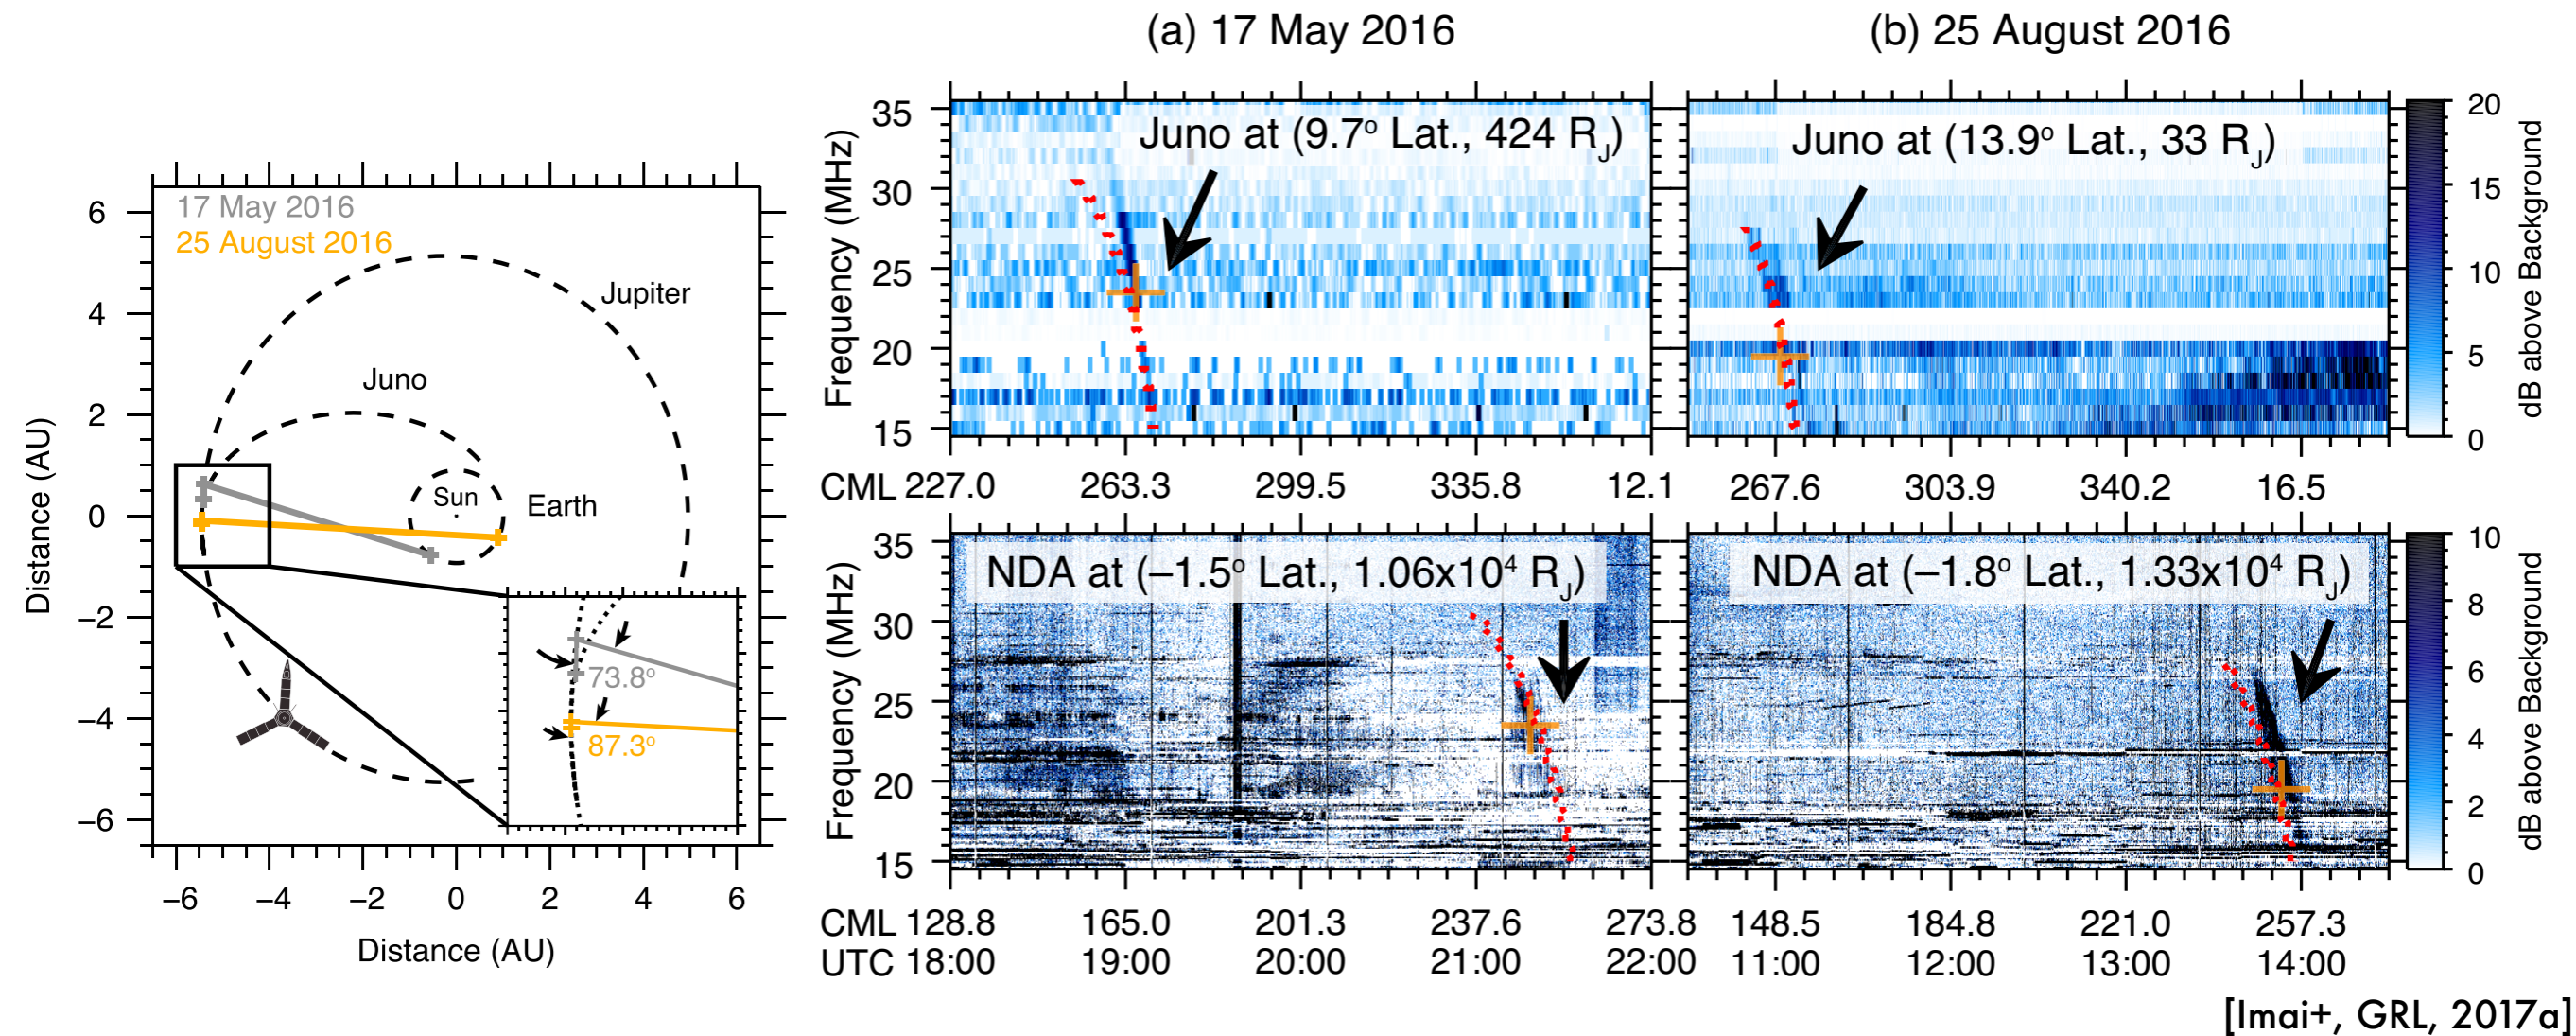 17 May 2016
25 August 2016
6
4
2
0
−2
−4
−6
Distance (AU)
Jupiter
Juno
Sun
Earth
73.8º
87.3º
−6 −4 −2 0 2 4 6
Distance (AU)
(a) 17 May 2016
35
30
25
20
15
Frequency (MHz)
Juno at (9.7º Lat., 424 RJ)
CML 227.0 263.3 299.5 335.8 12.1
35
30
25
20
15
Frequency (MHz)
NDA at (–1.5º Lat., 1.06x10⁴ RJ)
CML 128.8 165.0 201.3 237.6 273.8
UTC 18:00 19:00 20:00 21:00 22:00
(b) 25 August 2016
Juno at (13.9º Lat., 33 RJ)
267.6 303.9 340.2 16.5
20
15
10
5
0
dB above Background
NDA at (–1.8º Lat., 1.33x10⁴ RJ)
148.5 184.8 221.0 257.3
11:00 12:00 13:00 14:00
10
8
6
4
2
0
dB above Background
[Imai+, GRL, 2017a]